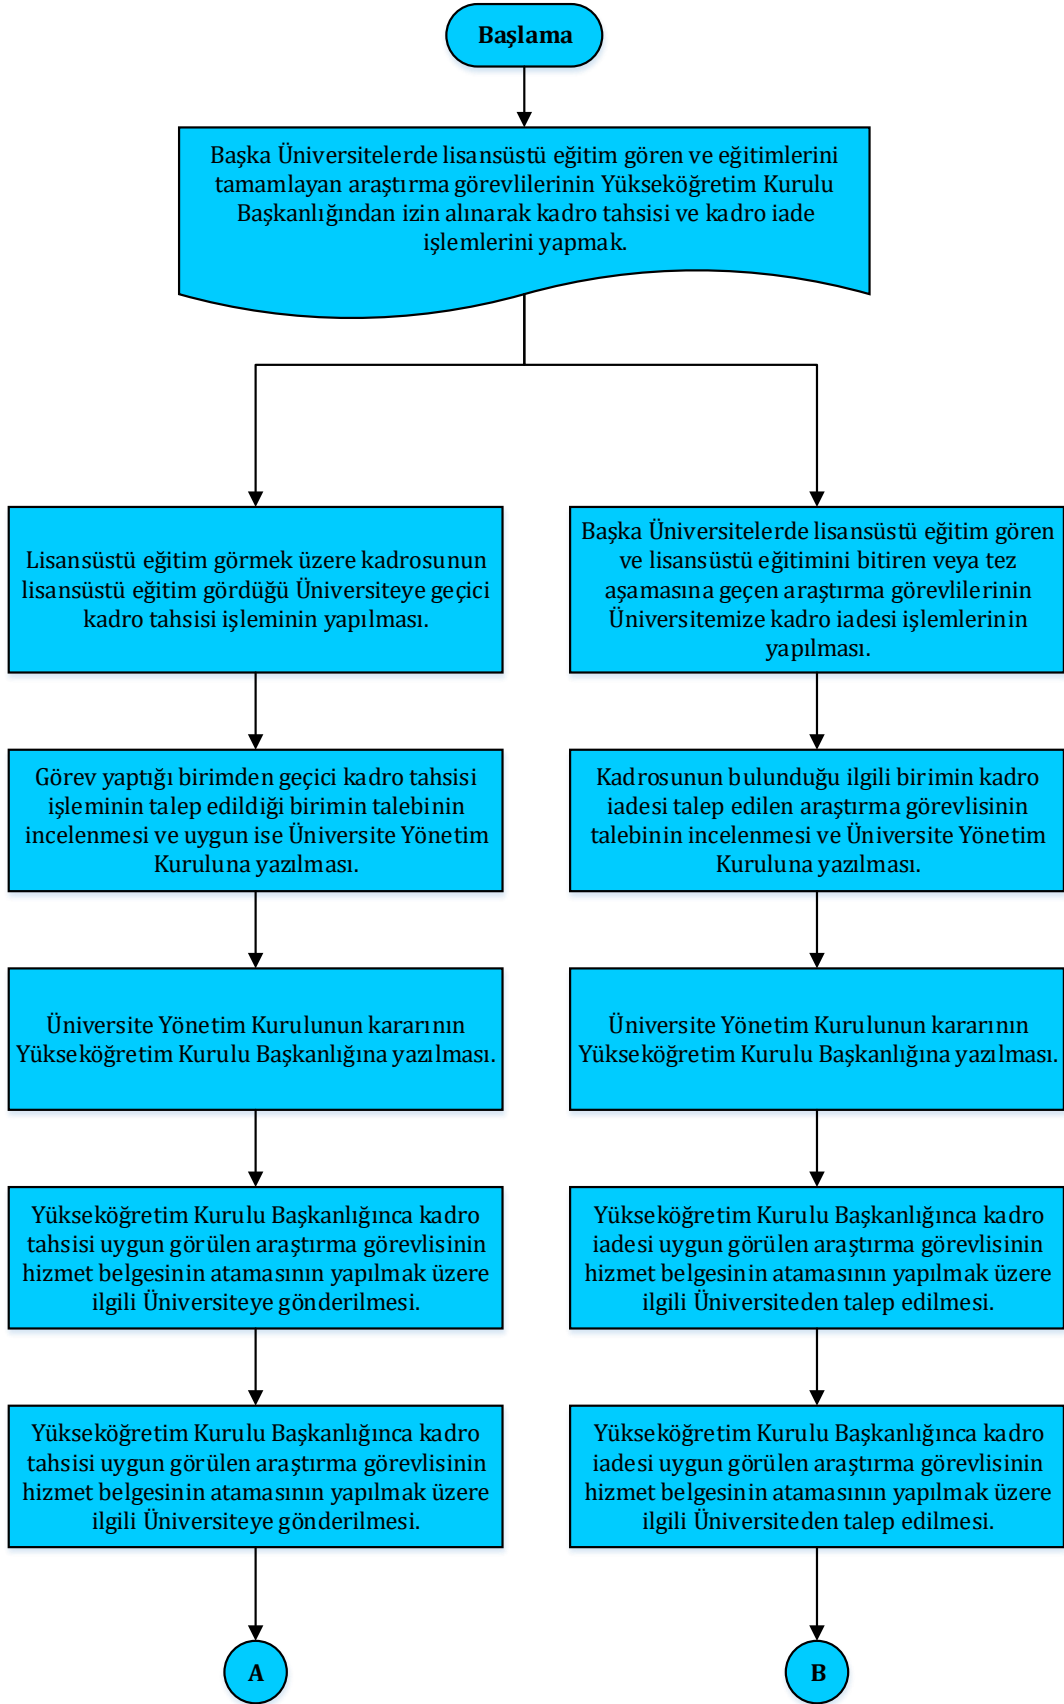 Başlama
Başka Üniversitelerde lisansüstü eğitim gören ve eğitimlerini
tamamlayan araştırma görevlilerinin Yükseköğretim Kurulu
Başkanlığından izin alınarak kadro tahsisi ve kadro iade
işlemlerini yapmak.
Lisansüstü eğitim görmek üzere kadrosunun
lisansüstü eğitim gördüğü Üniversiteye geçici
kadro tahsisi işleminin yapılması.
Başka Üniversitelerde lisansüstü eğitim gören
ve lisansüstü eğitimini bitiren veya tez
aşamasına geçen araştırma görevlilerinin
Üniversitemize kadro iadesi işlemlerinin
yapılması.
Görev yaptığı birimden geçici kadro tahsisi
işleminin talep edildiği birimin talebinin
incelenmesi ve uygun ise Üniversite Yönetim
Kuruluna yazılması.
Kadrosunun bulunduğu ilgili birimin kadro
iadesi talep edilen araştırma görevlisinin
talebinin incelenmesi ve Üniversite Yönetim
Kuruluna yazılması.
Üniversite Yönetim Kurulunun kararının
Yükseköğretim Kurulu Başkanlığına yazılması.
Üniversite Yönetim Kurulunun kararının
Yükseköğretim Kurulu Başkanlığına yazılması.
Yükseköğretim Kurulu Başkanlığınca kadro
tahsisi uygun görülen araştırma görevlisinin
hizmet belgesinin atamasının yapılmak üzere
ilgili Üniversiteye gönderilmesi.
Yükseköğretim Kurulu Başkanlığınca kadro
iadesi uygun görülen araştırma görevlisinin
hizmet belgesinin atamasının yapılmak üzere
ilgili Üniversiteden talep edilmesi.
Yükseköğretim Kurulu Başkanlığınca kadro
tahsisi uygun görülen araştırma görevlisinin
hizmet belgesinin atamasının yapılmak üzere
ilgili Üniversiteye gönderilmesi.
Yükseköğretim Kurulu Başkanlığınca kadro
iadesi uygun görülen araştırma görevlisinin
hizmet belgesinin atamasının yapılmak üzere
ilgili Üniversiteden talep edilmesi.
A
B